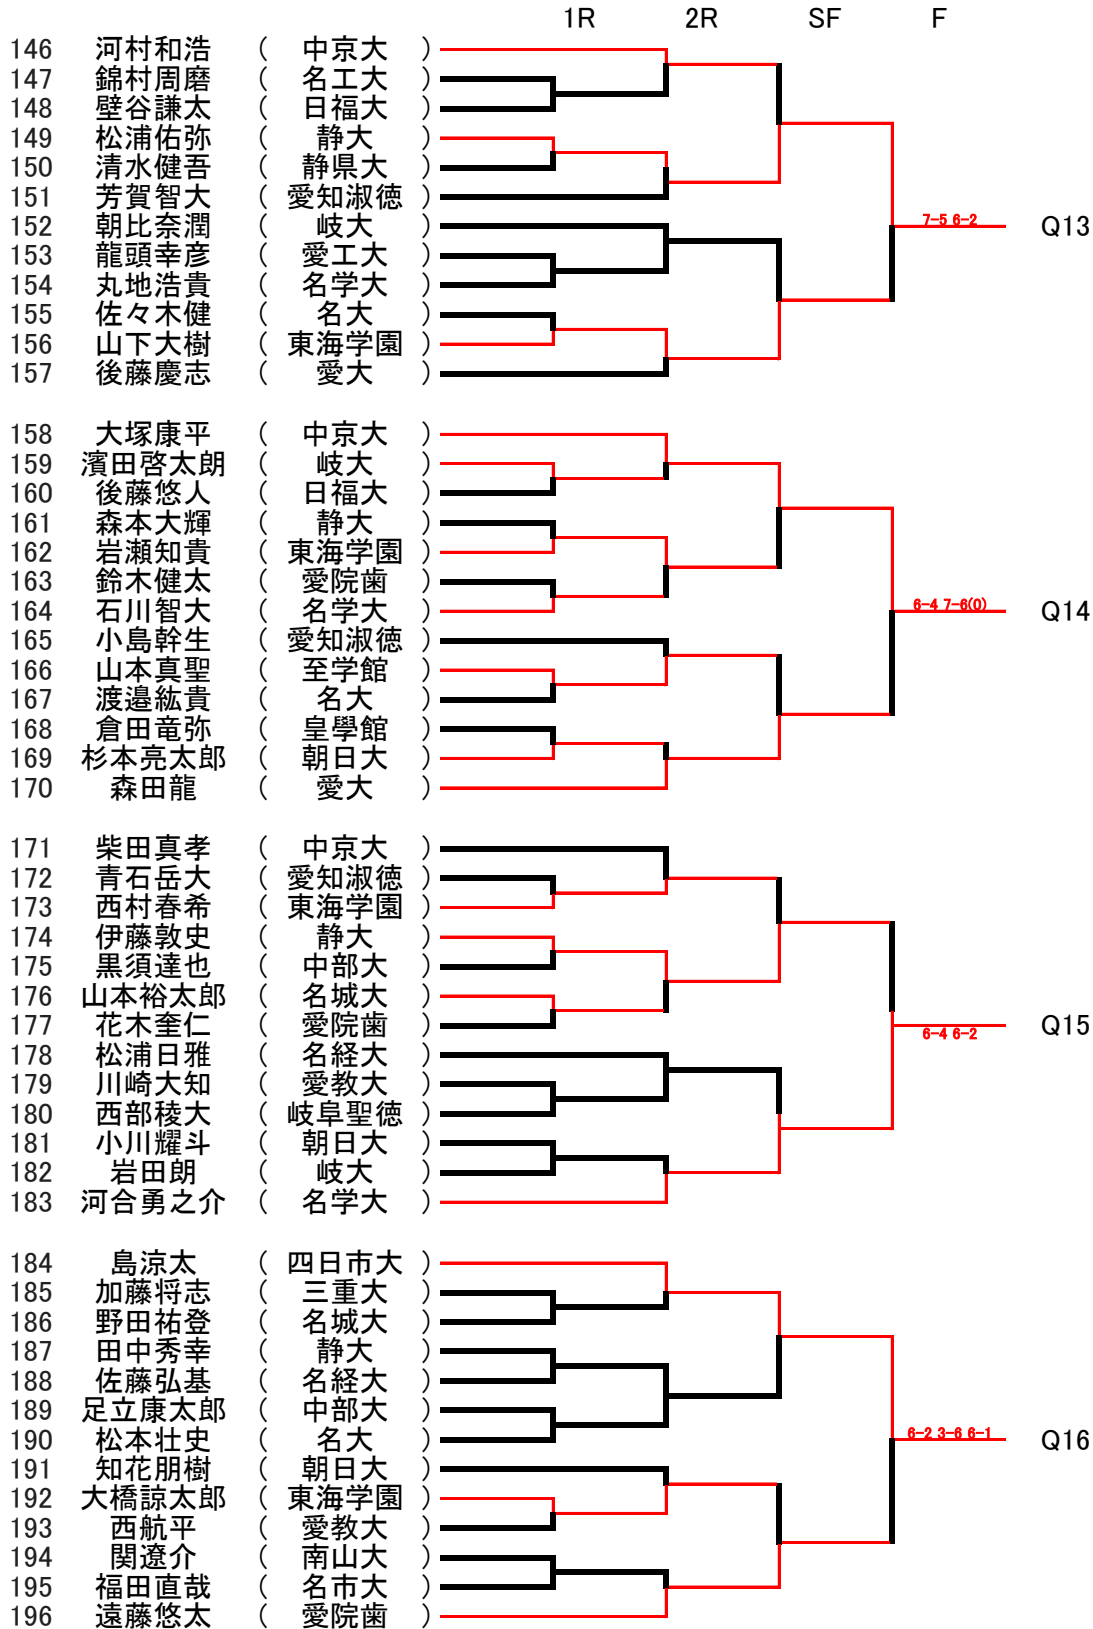 1R 2R SF F
146 河村和浩 ( 中京大 )
147 錦村周磨 ( 名工大 )
148 壁谷謙太 ( 日福大 )
149 松浦佑弥 ( 静大 )
150 清水健吾 ( 静県大 )
151 芳賀智大 ( 愛知淑徳 )
152 朝比奈潤 ( 岐大 )
7-5 6-2 Q13
153 龍頭幸彦 ( 愛工大 )
154 丸地浩貴 ( 名学大 )
155 佐々木健 ( 名大 )
156 山下大樹 ( 東海学園 )
157 後藤慶志 ( 愛大 )
158 大塚康平 ( 中京大 )
159 濱田啓太朗 ( 岐大 )
160 後藤悠人 ( 日福大 )
161 森本大輝 ( 静大 )
162 岩瀬知貴 ( 東海学園 )
163 鈴木健太 ( 愛院歯 )
164 石川智大 ( 名学大 )
6-4 7-6(0) Q14
165 小島幹生 ( 愛知淑徳 )
166 山本真聖 ( 至学館 )
167 渡邉紘貴 ( 名大 )
168 倉田竜弥 ( 皇學館 )
169 杉本亮太郎 ( 朝日大 )
170 森田龍 ( 愛大 )
171 柴田真孝 ( 中京大 )
172 青石岳大 ( 愛知淑徳 )
173 西村春希 ( 東海学園 )
174 伊藤敦史 ( 静大 )
175 黒須達也 ( 中部大 )
176 山本裕太郎 ( 名城大 )
177 花木奎仁 ( 愛院歯 )
6-4 6-2 Q15
178 松浦日雅 ( 名経大 )
179 川崎大知 ( 愛教大 )
180 西部稜大 ( 岐阜聖徳 )
181 小川耀斗 ( 朝日大 )
182 岩田朗 ( 岐大 )
183 河合勇之介 ( 名学大 )
184 島涼太 ( 四日市大 )
185 加藤将志 ( 三重大 )
186 野田祐登 ( 名城大 )
187 田中秀幸 ( 静大 )
188 佐藤弘基 ( 名経大 )
189 足立康太郎 ( 中部大 )
190 松本壮史 ( 名大 )
6-2 3-6 6-1 Q16
191 知花朋樹 ( 朝日大 )
192 大橋諒太郎 ( 東海学園 )
193 西航平 ( 愛教大 )
194 関遼介 ( 南山大 )
195 福田直哉 ( 名市大 )
196 遠藤悠太 ( 愛院歯 )